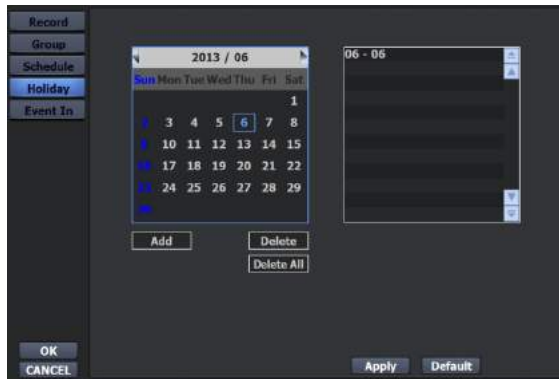 Record
Group
Schedule
Holiday
Event In
OK
CANCEL
2013 / 06
Sun Mon Tue Wed Thu Fri Sat
1
2 3 4 5 6 7 8
9 10 11 12 13 14 15
16 17 18 19 20 21 22
23 24 25 26 27 28 29
30
Add
Delete
Delete All
06 - 06
Apply
Default